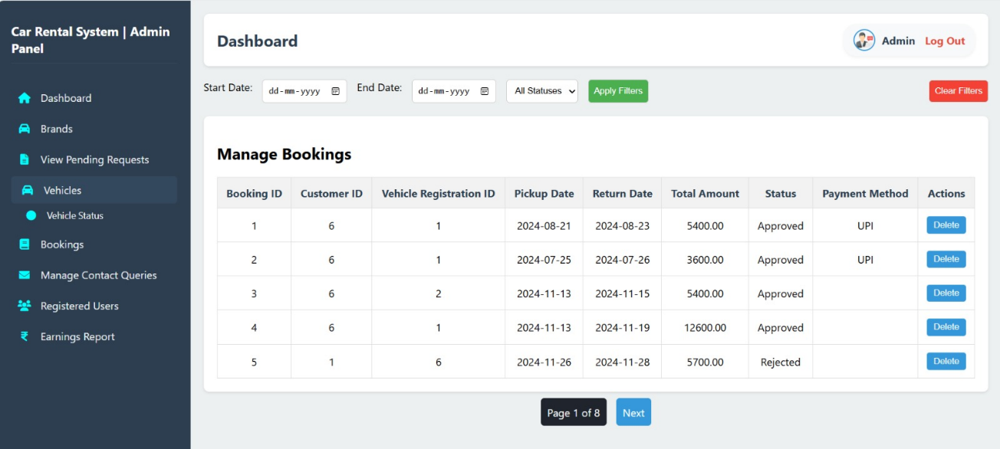 Car Rental System | Admin
Panel
Dashboard
Brands
View Pending Requests
Vehicles
Vehicle Status
Bookings
Manage Contact Queries
Registered Users
Earnings Report
Dashboard
Admin Log Out
Start Date: dd-mm-yyyy End Date: dd-mm-yyyy All Statuses Apply Filters Clear Filters
Manage Bookings
Booking ID Customer ID Vehicle Registration ID Pickup Date Return Date Total Amount Status Payment Method Actions
1 6 1 2024-08-21 2024-08-23 5400.00 Approved UPI Delete
2 6 1 2024-07-25 2024-07-26 3600.00 Approved UPI Delete
3 6 2 2024-11-13 2024-11-15 5400.00 Approved Delete
4 6 1 2024-11-13 2024-11-19 12600.00 Approved Delete
5 1 6 2024-11-26 2024-11-28 5700.00 Rejected Delete
Page 1 of 8 Next